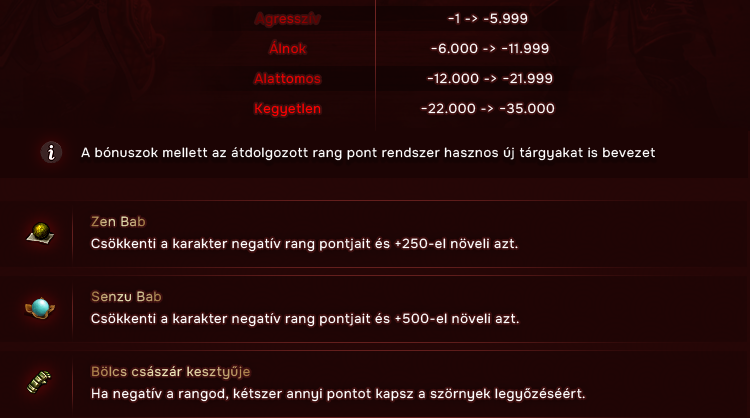 Agresszív -1 -> -5.999
Álnok -6.000 -> -11.999
Alattomos -12.000 -> -21.999
Kegyetlen -22.000 -> -35.000
A bónuszok mellett az átdolgozott rang pont rendszer hasznos új tárgyakat is bevezet
Zen Bab
Csökkenti a karakter negatív rang pontjait és +250-el növeli azt.
Senzu Bab
Csökkenti a karakter negatív rang pontjait és +500-el növeli azt.
Bölcs császár kesztyűje
Ha negatív a rangod, kétszer annyi pontot kapsz a szörnyek legyőzéséért.